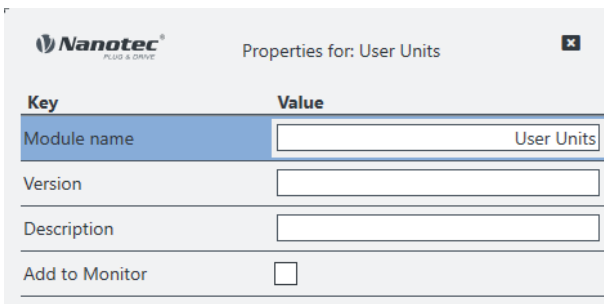 Nanotec®
PLUG & DRIVE
Properties for: User Units
Key Value
Module name User Units
Version
Description
Add to Monitor